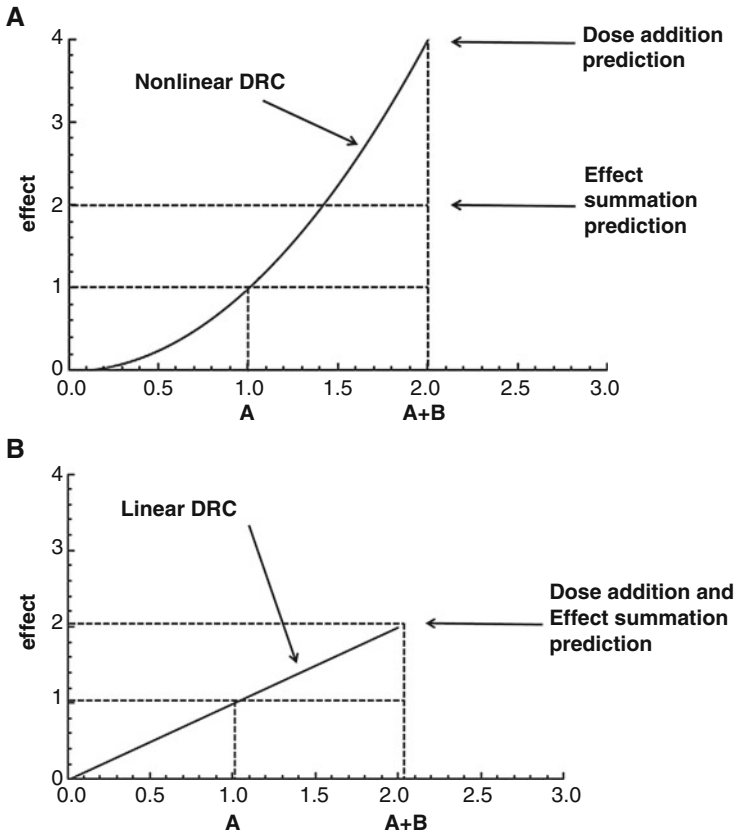 A
Dose addition
prediction
Nonlinear DRC
Effect
summation
prediction
effect
4
3
2
1
0
0.0 0.5 1.0 1.5 2.0 2.5 3.0
A A+B
B
Linear DRC
Dose addition and
Effect summation
prediction
effect
4
3
2
1
0
0.0 0.5 1.0 1.5 2.0 2.5 3.0
A A+B